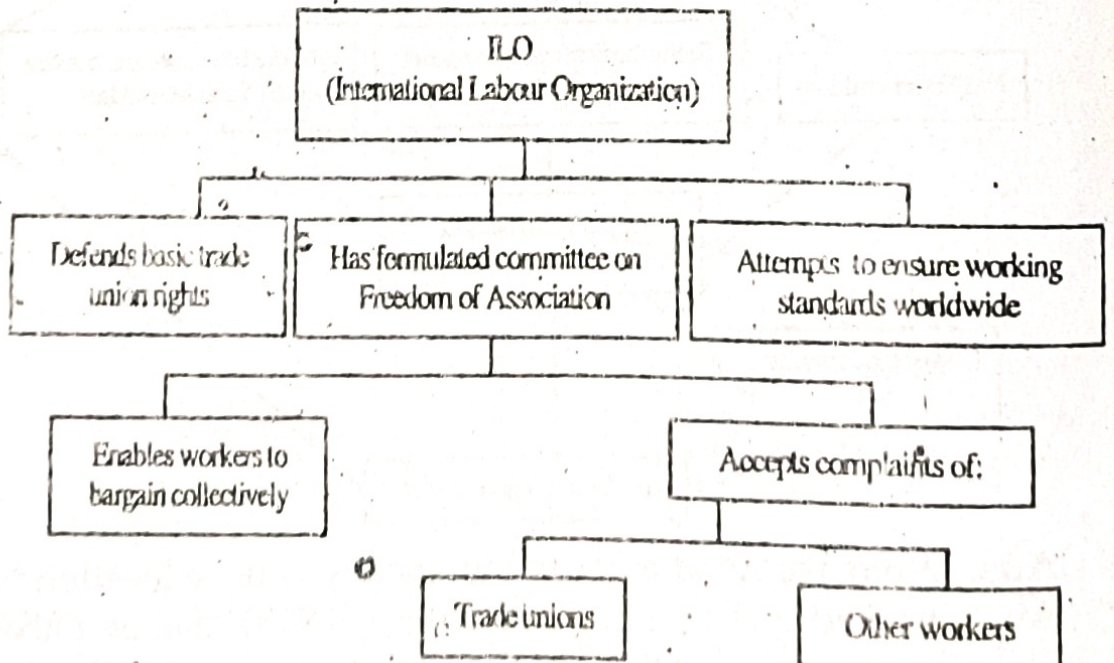 ILO
(International Labour Organization)
Defends basic trade
union rights
Has formulated committee on
Freedom of Association
Attempts to ensure working
standards worldwide
Enables workers to
bargain collectively
Accepts complaints of:
Trade unions
Other workers